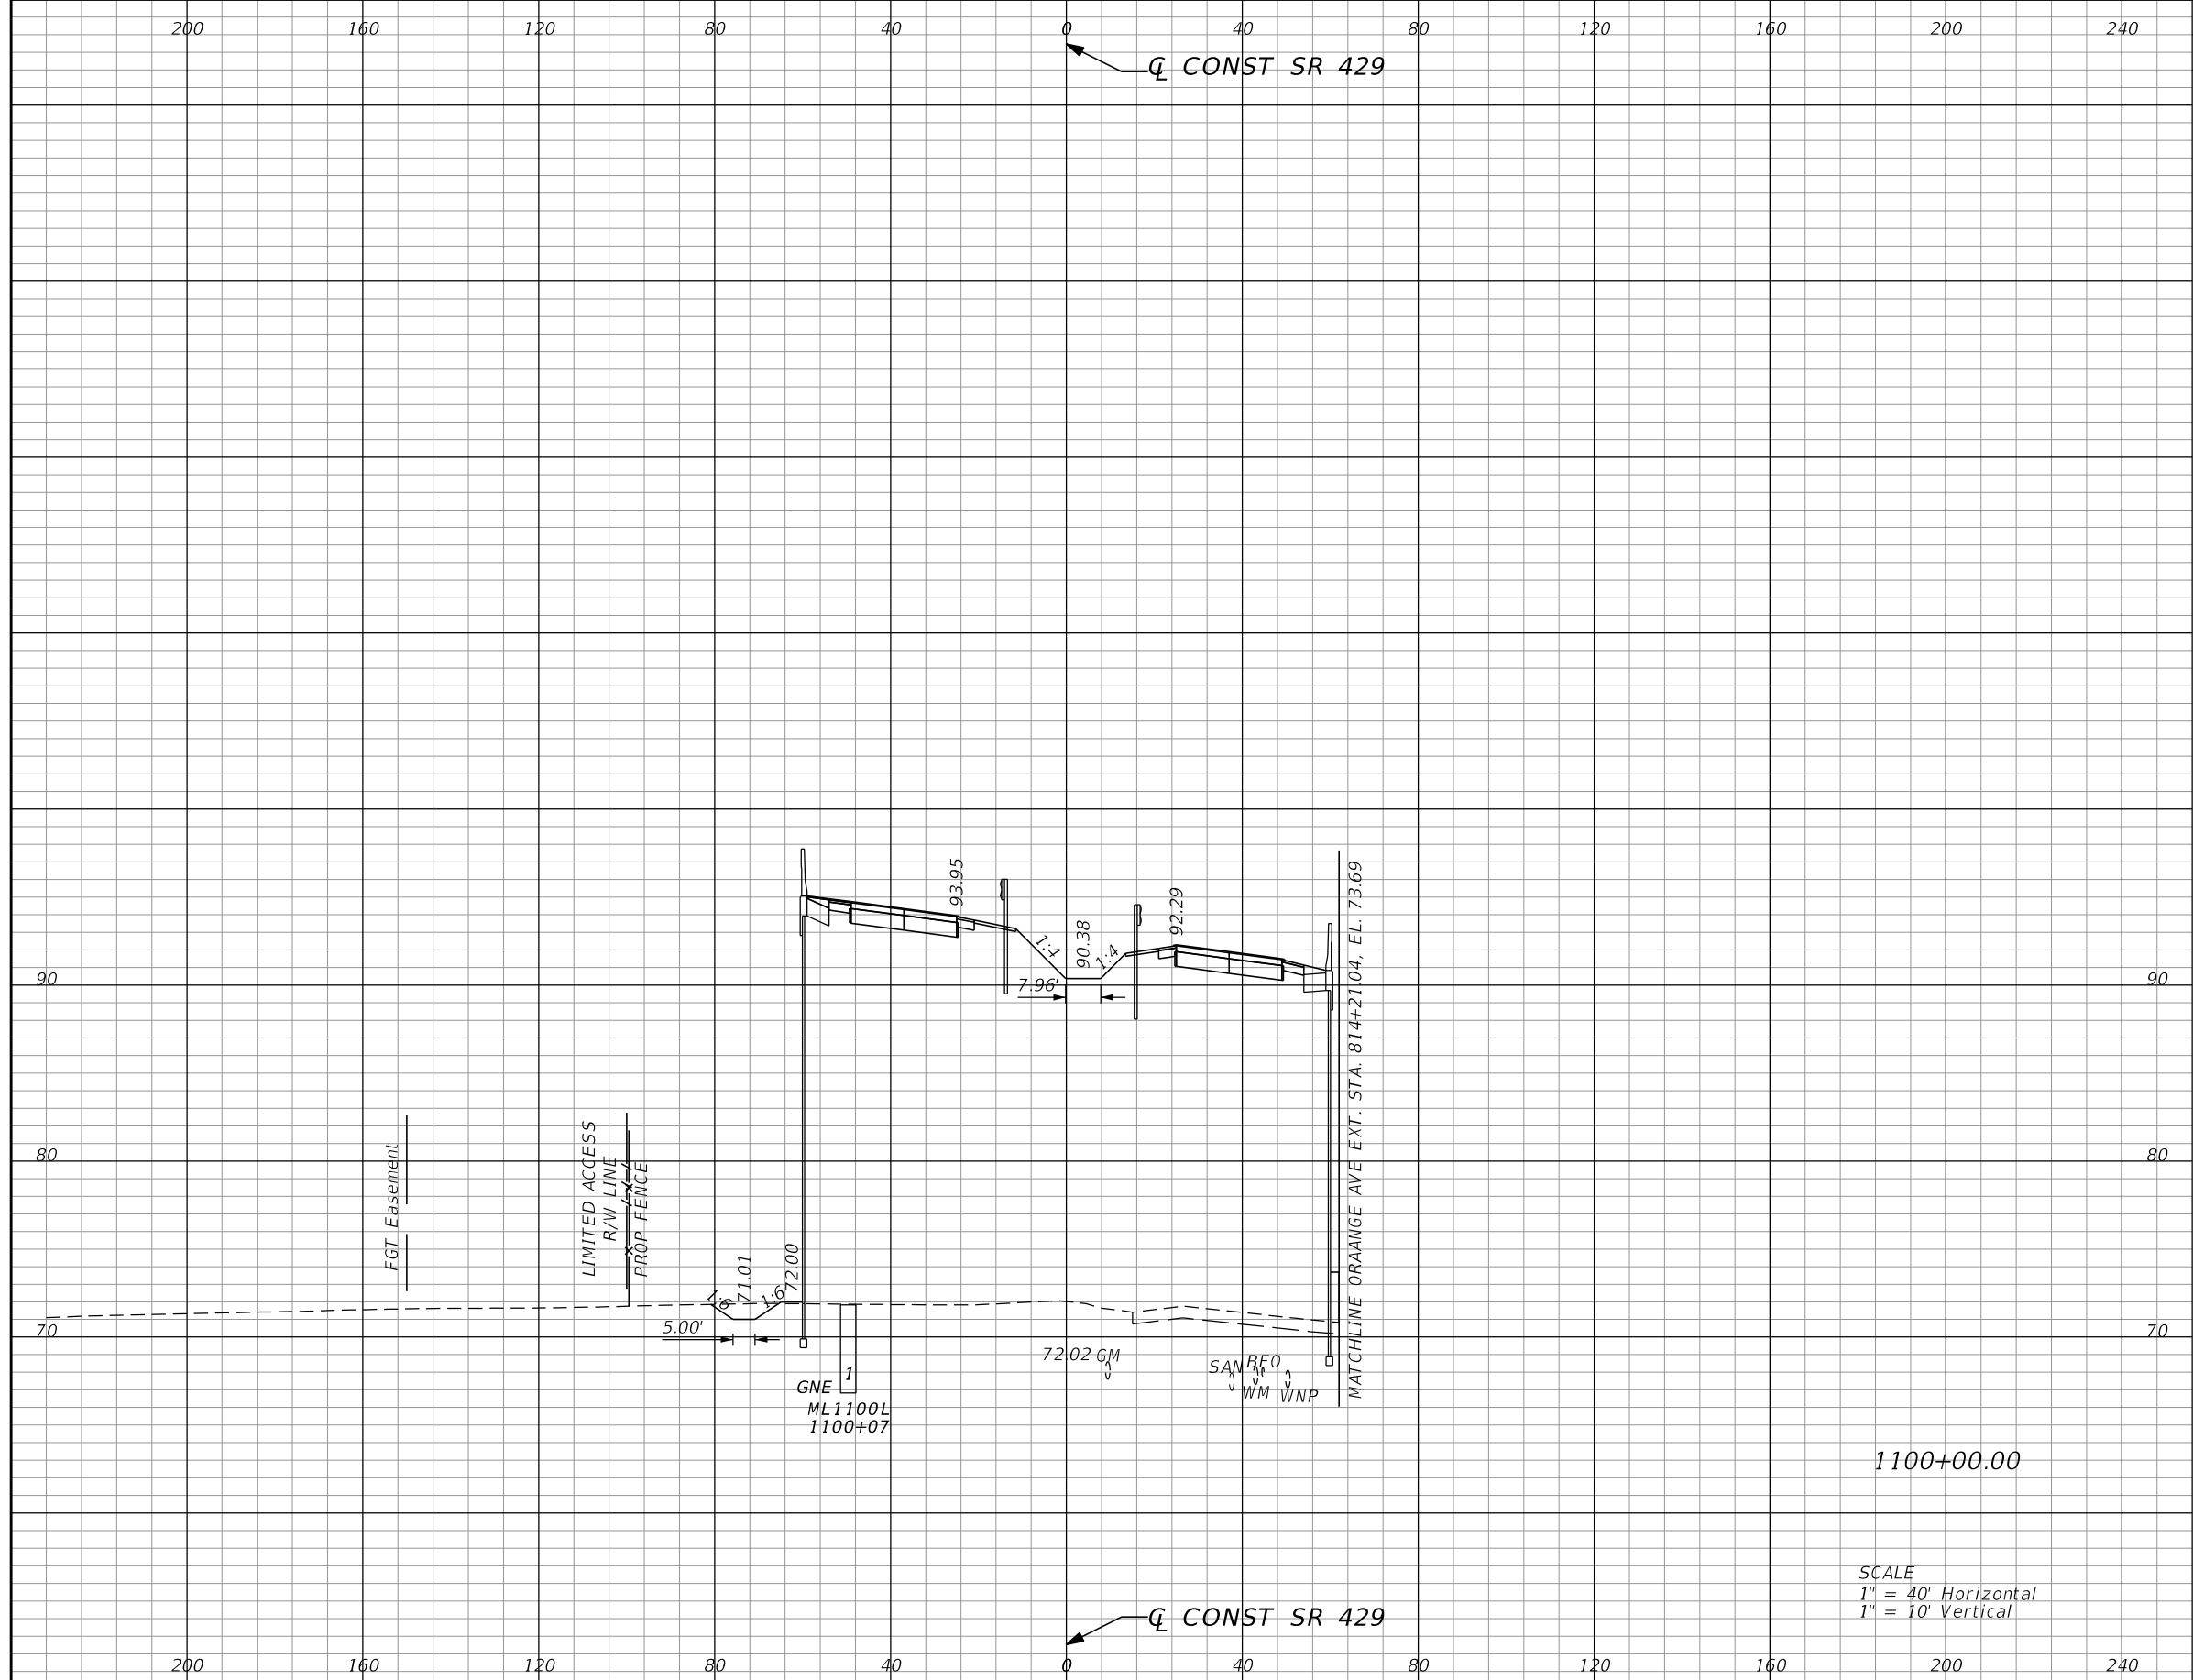 200 160 120 80 40 0 40 80 120 160 200 240
℄ CONST SR 429
93.95
92.29
90.38
1:4
1:4
7.96'
90 90
MATCHLINE ORAANGE AVE EXT. STA. 814+21.04, EL. 73.69
80 80
FGT Easement
LIMITED ACCESS
R/W LINE
PROP FENCE
72.00
71.01
1:6
1:6
5.00'
70 70
72.02 GM
SAN
BFO
WM
WNP
1
GNE
ML1100L
1100+07
1100+00.00
SCALE
1" = 40' Horizontal
1" = 10' Vertical
℄ CONST SR 429
200 160 120 80 40 0 40 80 120 160 200 240